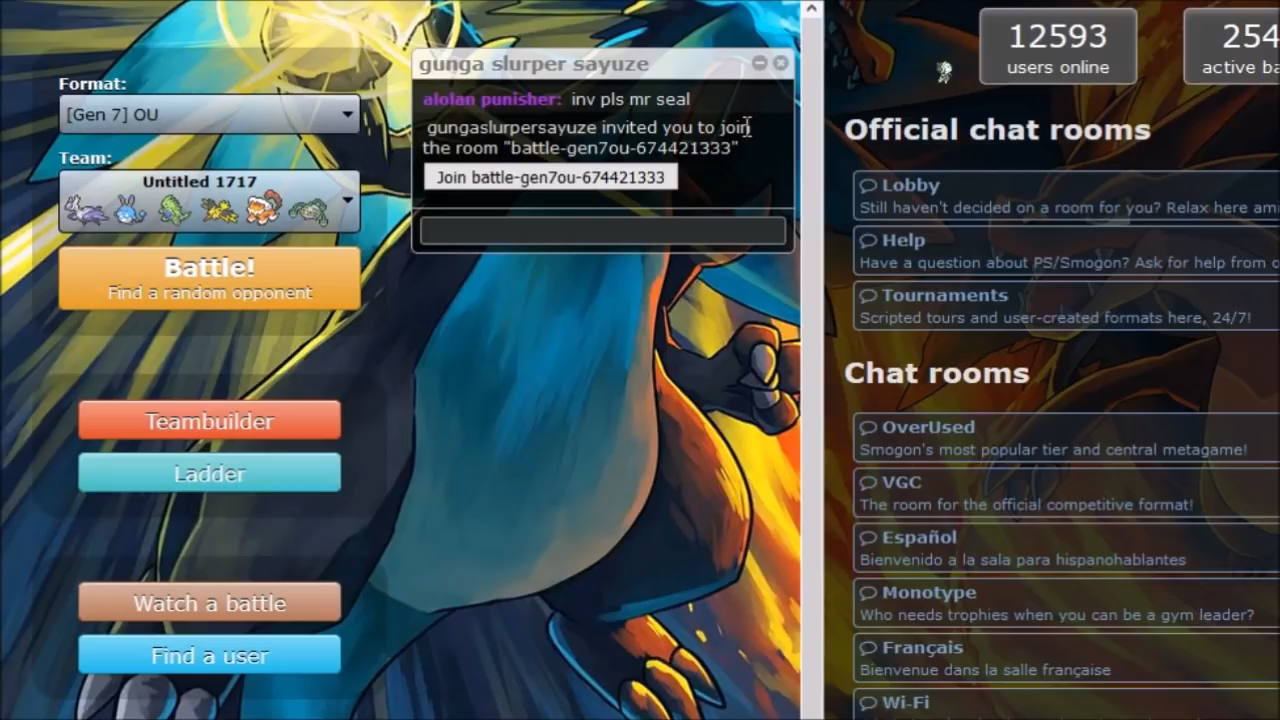 Format:
[Gen 7] OU
Team:
Untitled 1717
Battle!
Find a random opponent
Teambuilder
Ladder
Watch a battle
Find a user
gunga slurper sayuze
alolan punisher: inv pls mr seal
gungaslurpersayuze invited you to join
the room "battle-gen7ou-674421333"
Join battle-gen7ou-674421333
12593
users online
254
active ba
Official chat rooms
Lobby
Still haven't decided on a room for you? Relax here am
Help
Have a question about PS/Smogon? Ask for help from
Tournaments
Scripted tours and user-created formats here, 24/7!
Chat rooms
OverUsed
Smogon's most popular tier and central metagame!
VGC
The room for the official competitive format!
Español
Bienvenido a la sala para hispanohablantes
Monotype
Who needs trophies when you can be a gym leader?
Français
Bienvenue dans la salle française
Wi-Fi